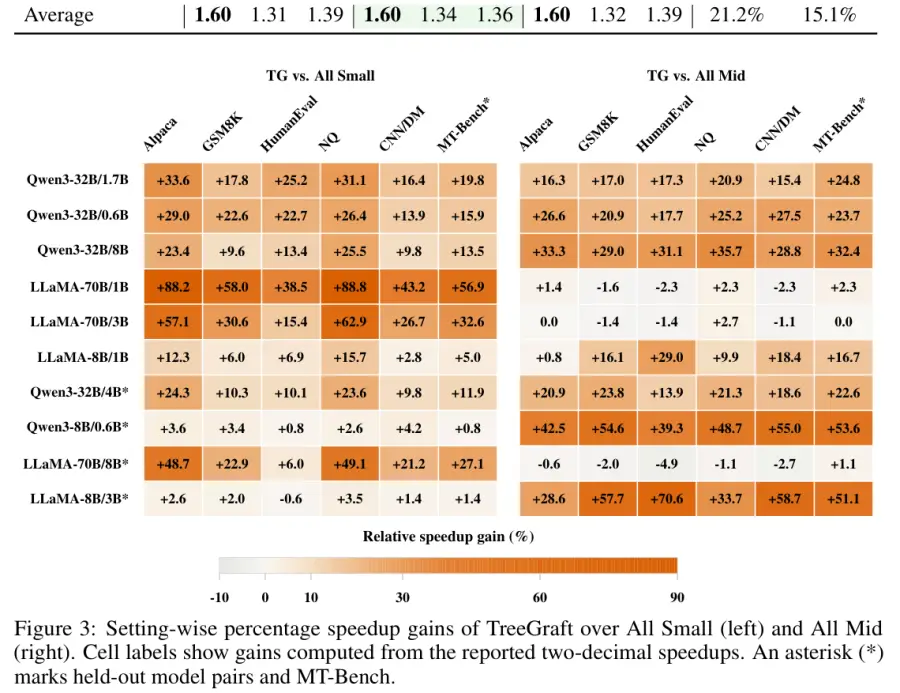 Average 1.60 1.31 1.39 1.60 1.34 1.36 1.60 1.32 1.39 21.2% 15.1%
TG vs. All Small TG vs. All Mid
Alpaca GSM8K HumanEval NQ CNN/DM MT-Bench* Alpaca GSM8K HumanEval NQ CNN/DM MT-Bench*
Qwen3-32B/1.7B +33.6 +17.8 +25.2 +31.1 +16.4 +19.8 +16.3 +17.0 +17.3 +20.9 +15.4 +24.8
Qwen3-32B/0.6B +29.0 +22.6 +22.7 +26.4 +13.9 +15.9 +26.6 +20.9 +17.7 +25.2 +27.5 +23.7
Qwen3-32B/8B +23.4 +9.6 +13.4 +25.5 +9.8 +13.5 +33.3 +29.0 +31.1 +35.7 +28.8 +32.4
LLaMA-70B/1B +88.2 +58.0 +38.5 +88.8 +43.2 +56.9 +1.4 -1.6 -2.3 +2.3 -2.3 +2.3
LLaMA-70B/3B +57.1 +30.6 +15.4 +62.9 +26.7 +32.6 0.0 -1.4 -1.4 +2.7 -1.1 0.0
LLaMA-8B/1B +12.3 +6.0 +6.9 +15.7 +2.8 +5.0 +0.8 +16.1 +29.0 +9.9 +18.4 +16.7
Qwen3-32B/4B* +24.3 +10.3 +10.1 +23.6 +9.8 +11.9 +20.9 +23.8 +13.9 +21.3 +18.6 +22.6
Qwen3-8B/0.6B* +3.6 +3.4 +0.8 +2.6 +4.2 +0.8 +42.5 +54.6 +39.3 +48.7 +55.0 +53.6
LLaMA-70B/8B* +48.7 +22.9 +6.0 +49.1 +21.2 +27.1 -0.6 -2.0 -4.9 -1.1 -2.7 +1.1
LLaMA-8B/3B* +2.6 +2.0 -0.6 +3.5 +1.4 +1.4 +28.6 +57.7 +70.6 +33.7 +58.7 +51.1
Relative speedup gain (%)
-10 0 10 30 60 90
Figure 3: Setting-wise percentage speedup gains of TreeGraft over All Small (left) and All Mid
(right). Cell labels show gains computed from the reported two-decimal speedups. An asterisk (*)
marks held-out model pairs and MT-Bench.